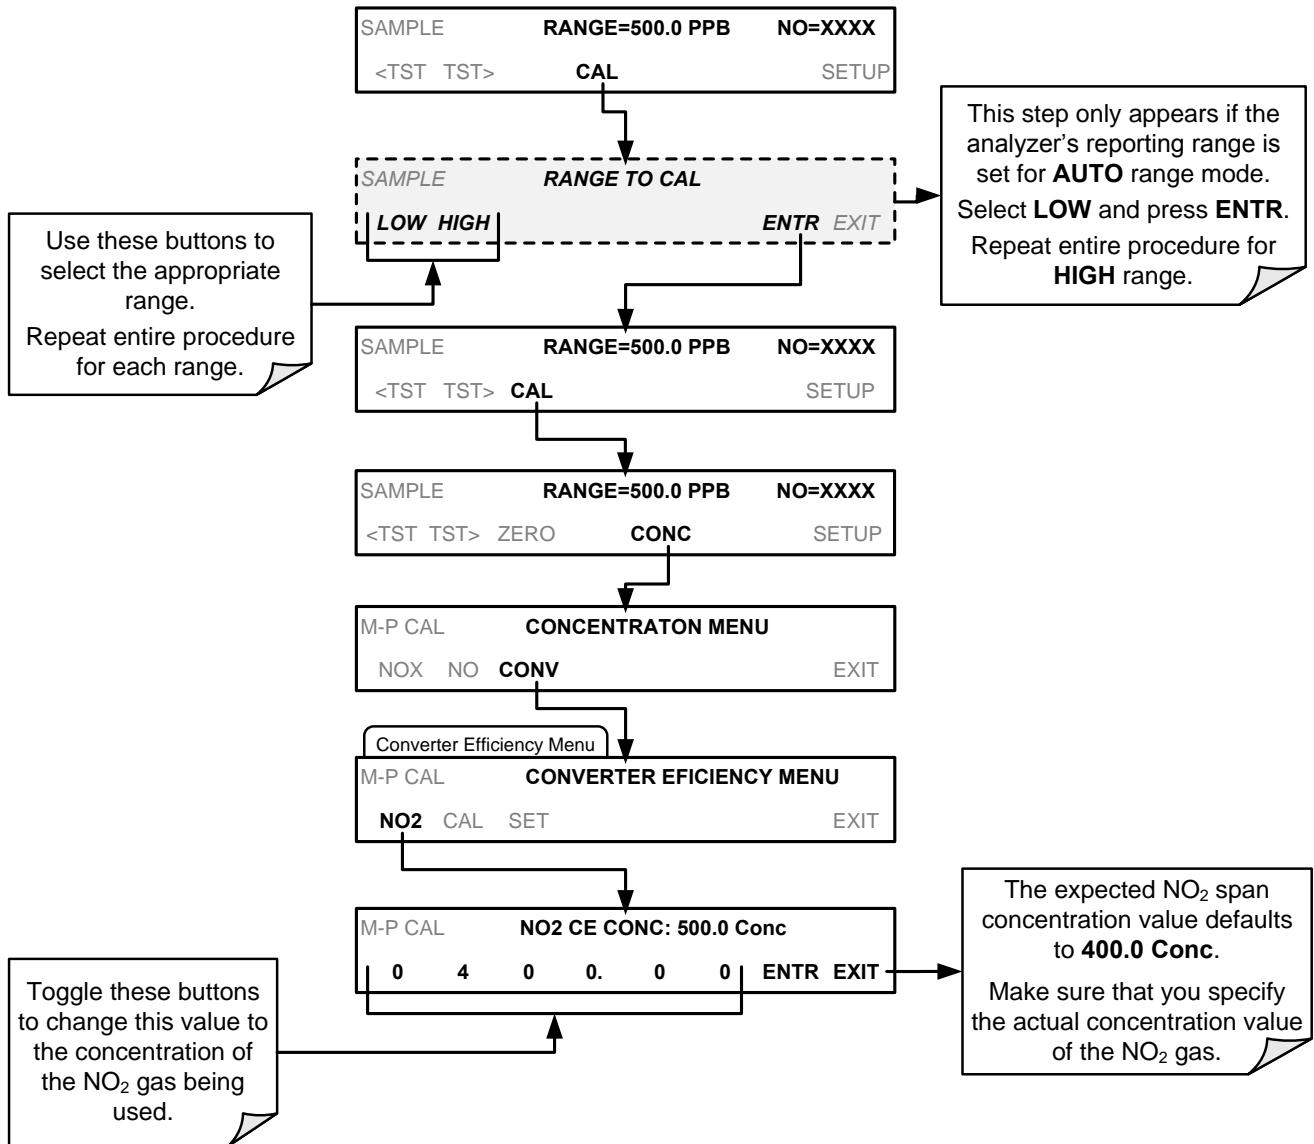 SAMPLE RANGE=500.0 PPB NO=XXXX
<TST TST> CAL SETUP
This step only appears if the
analyzer's reporting range is
set for AUTO range mode.
Select LOW and press ENTR.
Repeat entire procedure for
HIGH range.
SAMPLE RANGE TO CAL
LOW HIGH ENTR EXIT
Use these buttons to
select the appropriate
range.
Repeat entire procedure
for each range.
SAMPLE RANGE=500.0 PPB NO=XXXX
<TST TST> CAL SETUP
SAMPLE RANGE=500.0 PPB NO=XXXX
<TST TST> ZERO CONC SETUP
M-P CAL CONCENTRATON MENU
NOX NO CONV EXIT
Converter Efficiency Menu
M-P CAL CONVERTER EFICIENCY MENU
NO2 CAL SET EXIT
M-P CAL NO2 CE CONC: 500.0 Conc
0 4 0 0. 0 0 ENTR EXIT
The expected NO₂ span
concentration value defaults
to 400.0 Conc.
Make sure that you specify
the actual concentration value
of the NO₂ gas.
Toggle these buttons
to change this value to
the concentration of
the NO₂ gas being
used.